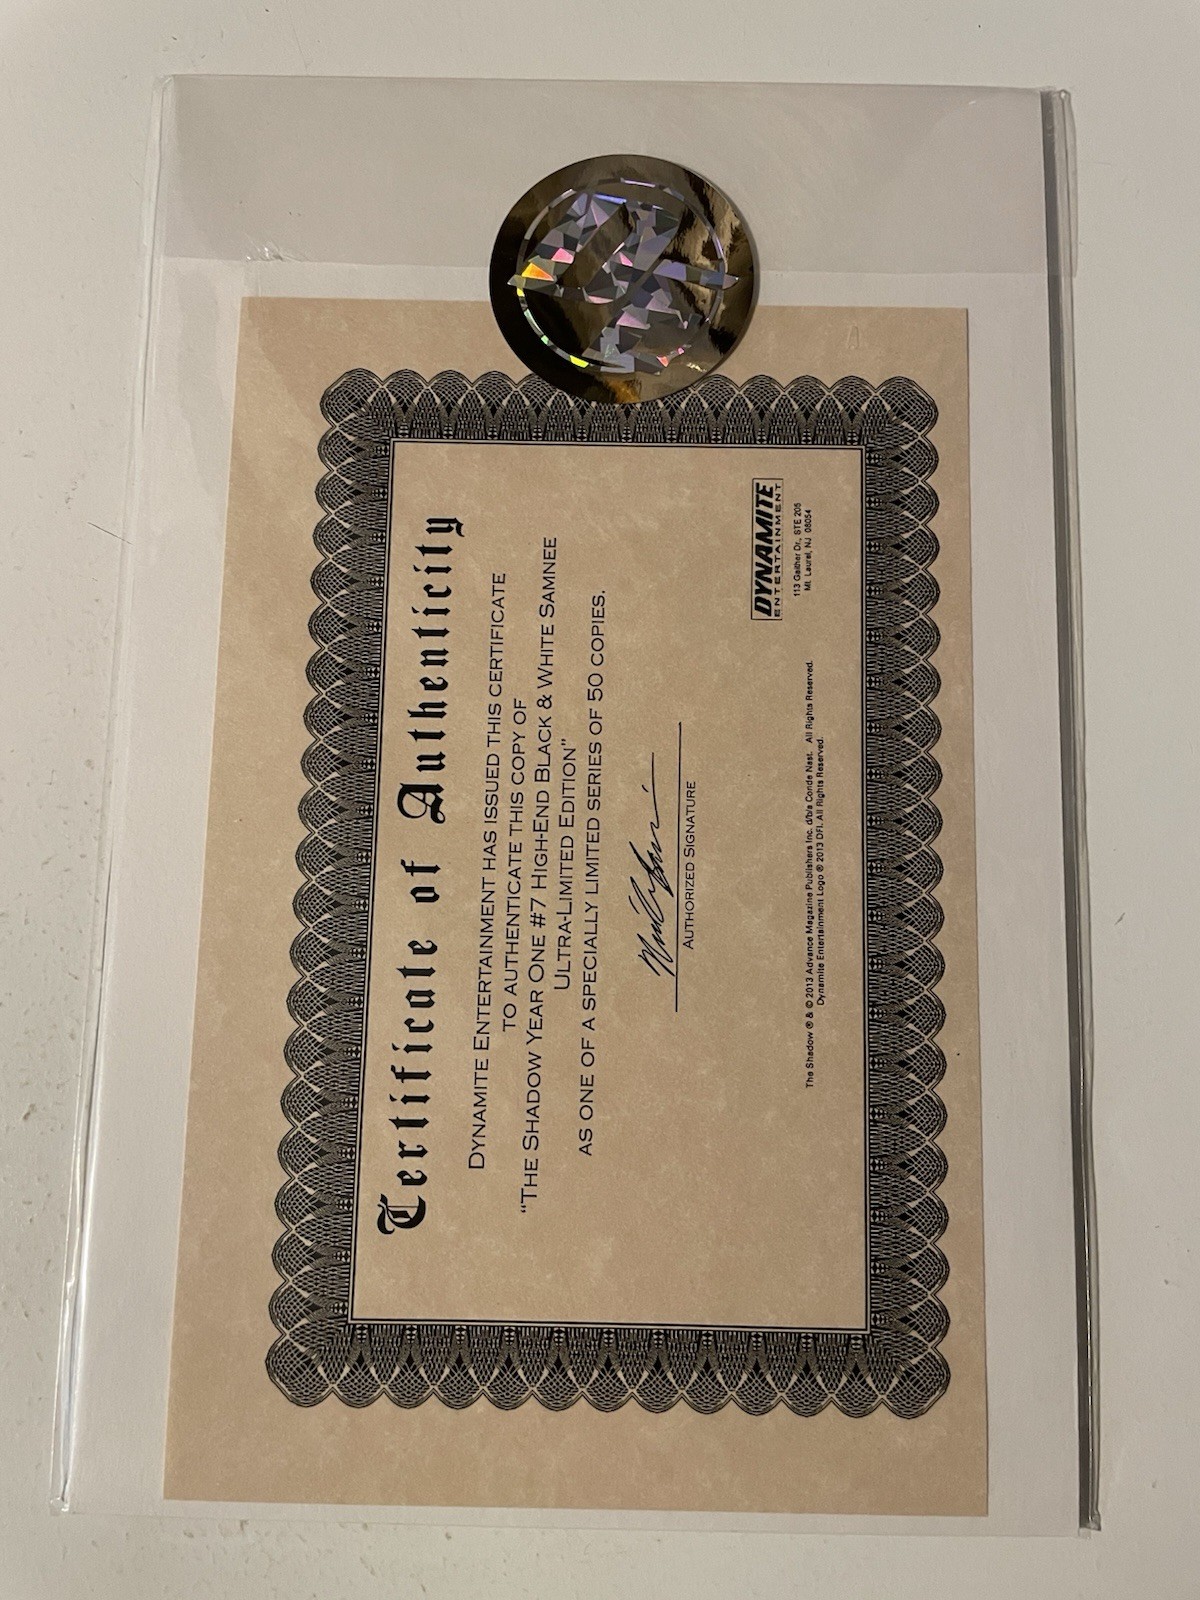 Certificate of Authenticity
DYNAMITE ENTERTAINMENT HAS ISSUED THIS CERTIFICATE
TO AUTHENTICATE THIS COPY OF
“THE SHADOW YEAR ONE #7 HIGH-END BLACK & WHITE SAMNEE
ULTRA-LIMITED EDITION”
AS ONE OF A SPECIALLY LIMITED SERIES OF 50 COPIES.
AUTHORIZED SIGNATURE
DYNAMITE
ENTERTAINMENT
113 Gaither Dr., STE 205
Mt. Laurel, NJ 08054
The Shadow ® & © 2013 Advance Magazine Publishers Inc. d/b/a Conde Nast. All Rights Reserved.
Dynamite Entertainment Logo ® 2013 DFI. All Rights Reserved.